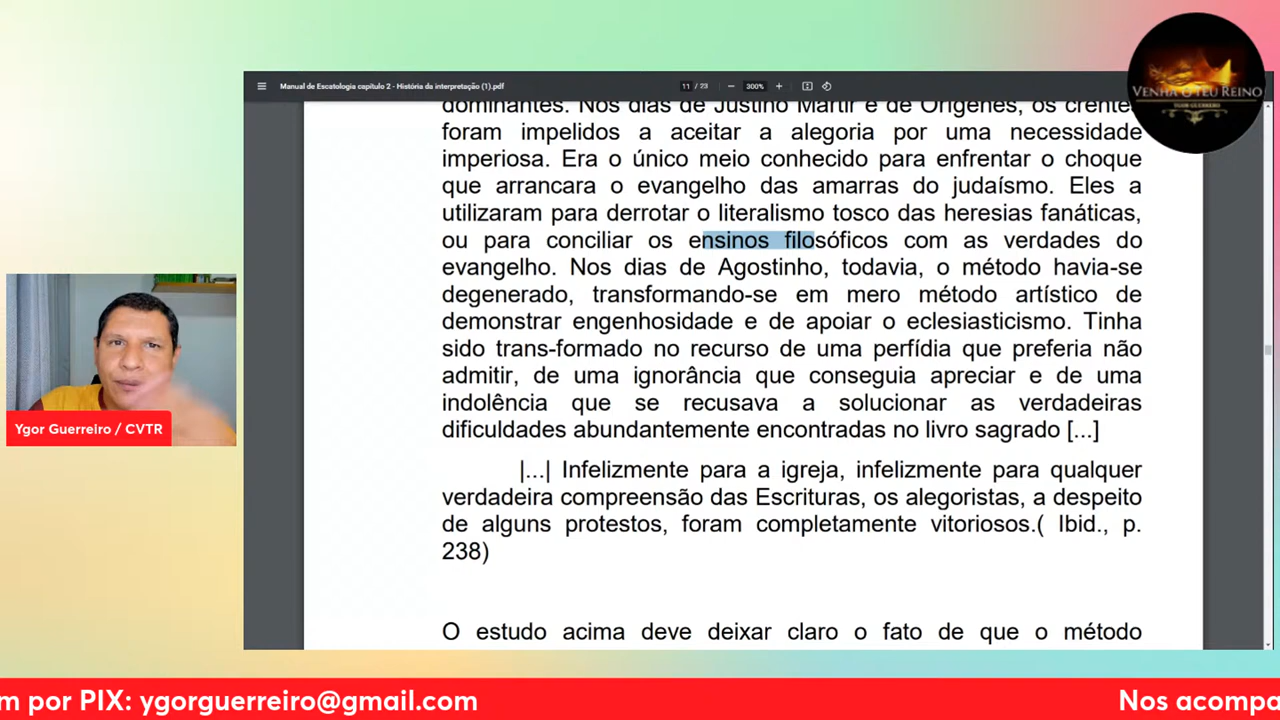 Manual de Escatologia capítulo 2 - História da interpretação (1).pdf
11 / 23
300%
VENHA O TEU REINO
YGOR GUERREIRO
dominantes. Nos dias de Justino Mártir e de Orígenes, os crente
foram impelidos a aceitar a alegoria por uma necessidade
imperiosa. Era o único meio conhecido para enfrentar o choque
que arrancara o evangelho das amarras do judaísmo. Eles a
utilizaram para derrotar o literalismo tosco das heresias fanáticas,
ou para conciliar os ensinos filosóficos com as verdades do
evangelho. Nos dias de Agostinho, todavia, o método havia-se
degenerado, transformando-se em mero método artístico de
demonstrar engenhosidade e de apoiar o eclesiasticismo. Tinha
sido trans-formado no recurso de uma perfídia que preferia não
admitir, de uma ignorância que conseguia apreciar e de uma
indolência que se recusava a solucionar as verdadeiras
dificuldades abundantemente encontradas no livro sagrado [...]
|...| Infelizmente para a igreja, infelizmente para qualquer
verdadeira compreensão das Escrituras, os alegoristas, a despeito
de alguns protestos, foram completamente vitoriosos.( Ibid., p.
238)
O estudo acima deve deixar claro o fato de que o método
Ygor Guerreiro / CVTR
m por PIX: ygorguerreiro@gmail.com
Nos acompa